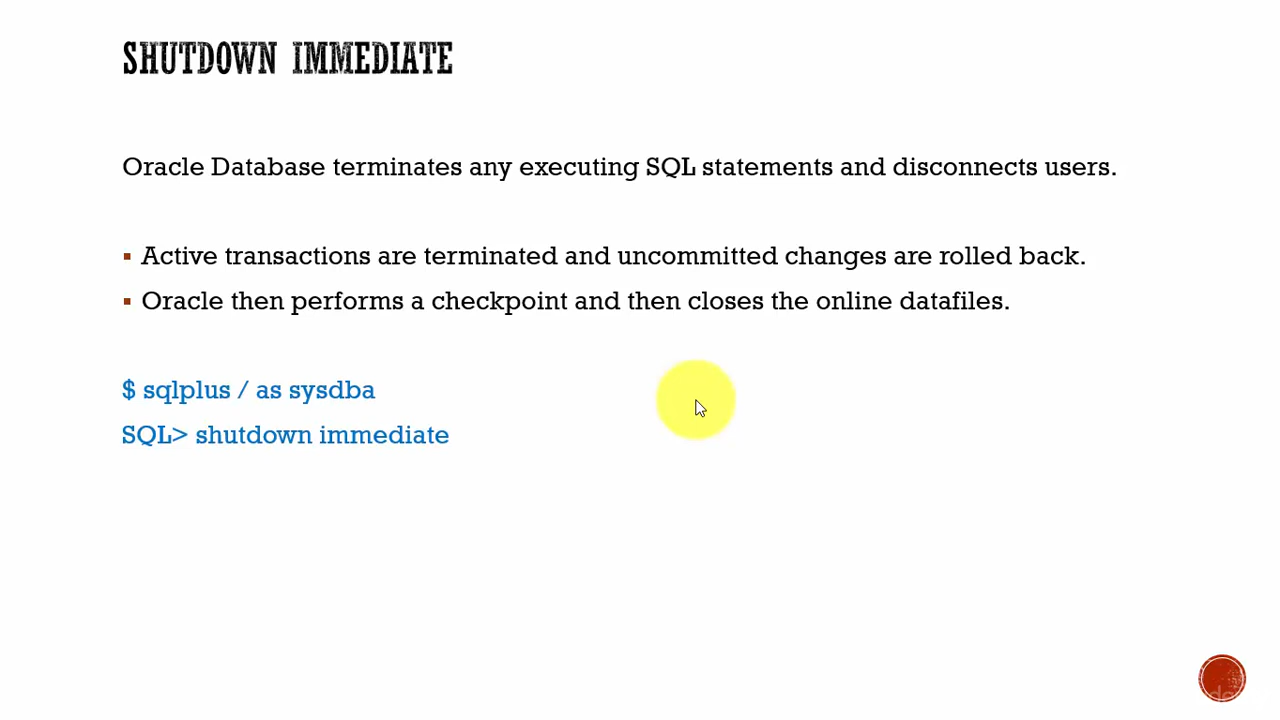 SHUTDOWN IMMEDIATE
Oracle Database terminates any executing SQL statements and disconnects users.
▪ Active transactions are terminated and uncommitted changes are rolled back.
▪ Oracle then performs a checkpoint and then closes the online datafiles.
$ sqlplus / as sysdba
SQL> shutdown immediate